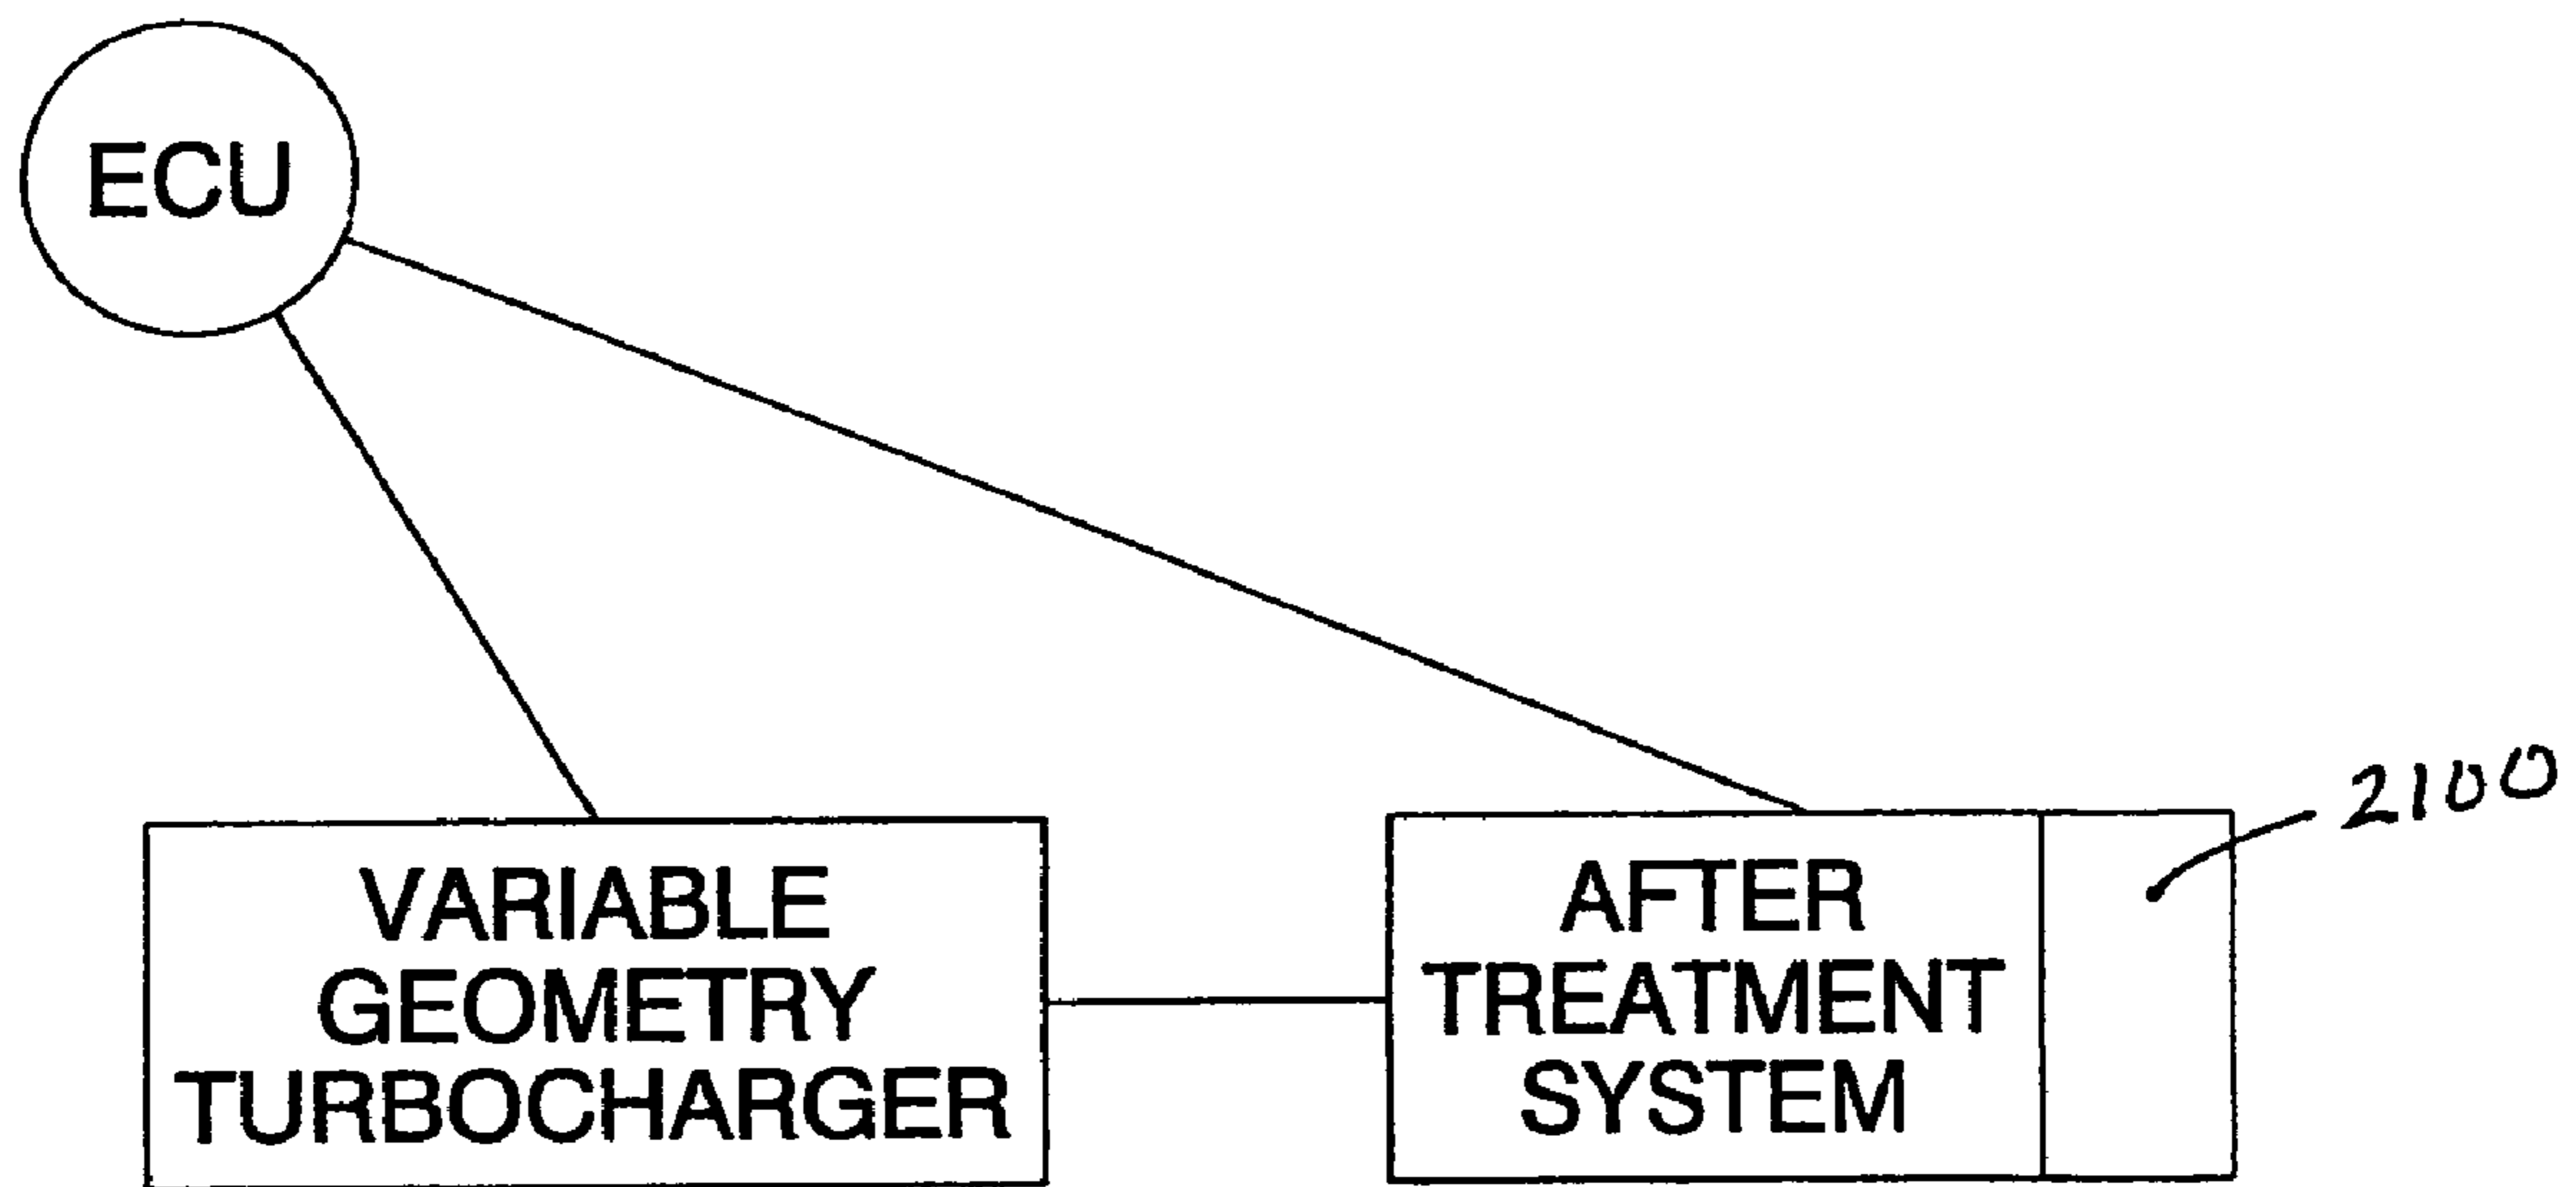 ECU
VARIABLE
GEOMETRY
TURBOCHARGER
AFTER
TREATMENT
SYSTEM
2100